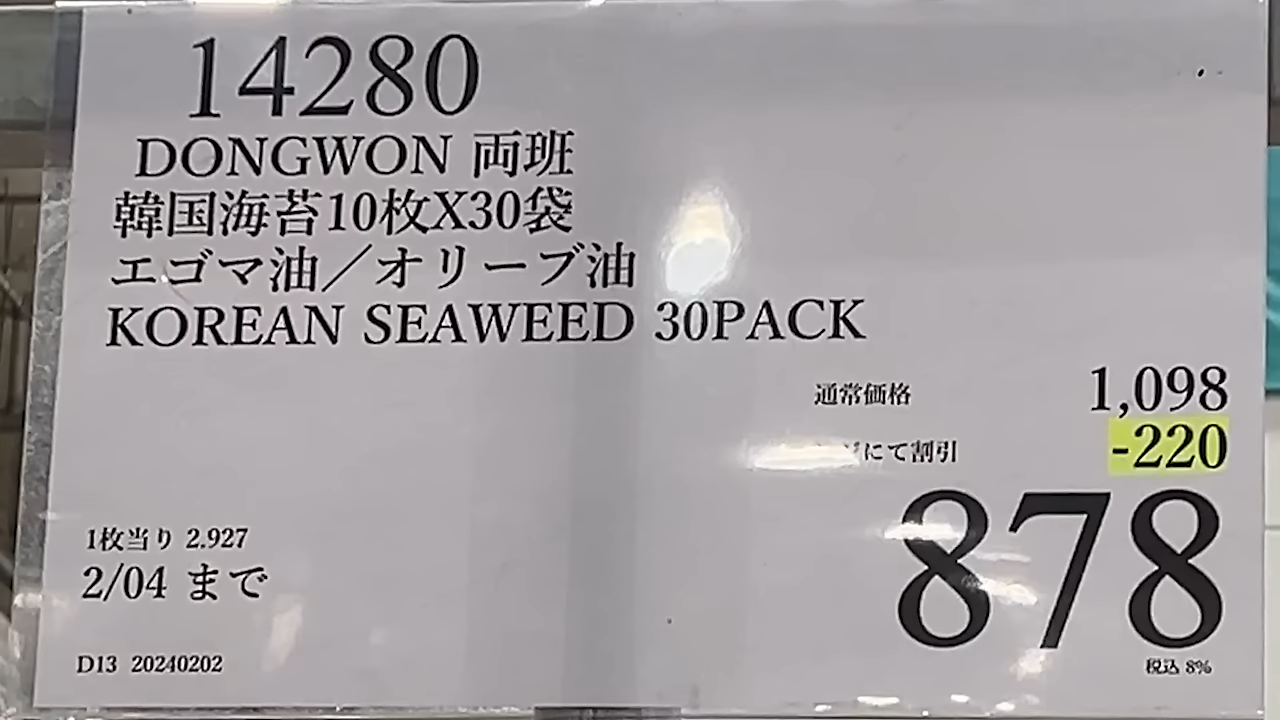 14280
DONGWON 両班
韓国海苔10枚X30袋
エゴマ油／オリーブ油
KOREAN SEAWEED 30PACK
通常価格 1,098
にて割引 -220
878
1枚当り 2.927
2/04 まで
税込 8%
D13 20240202